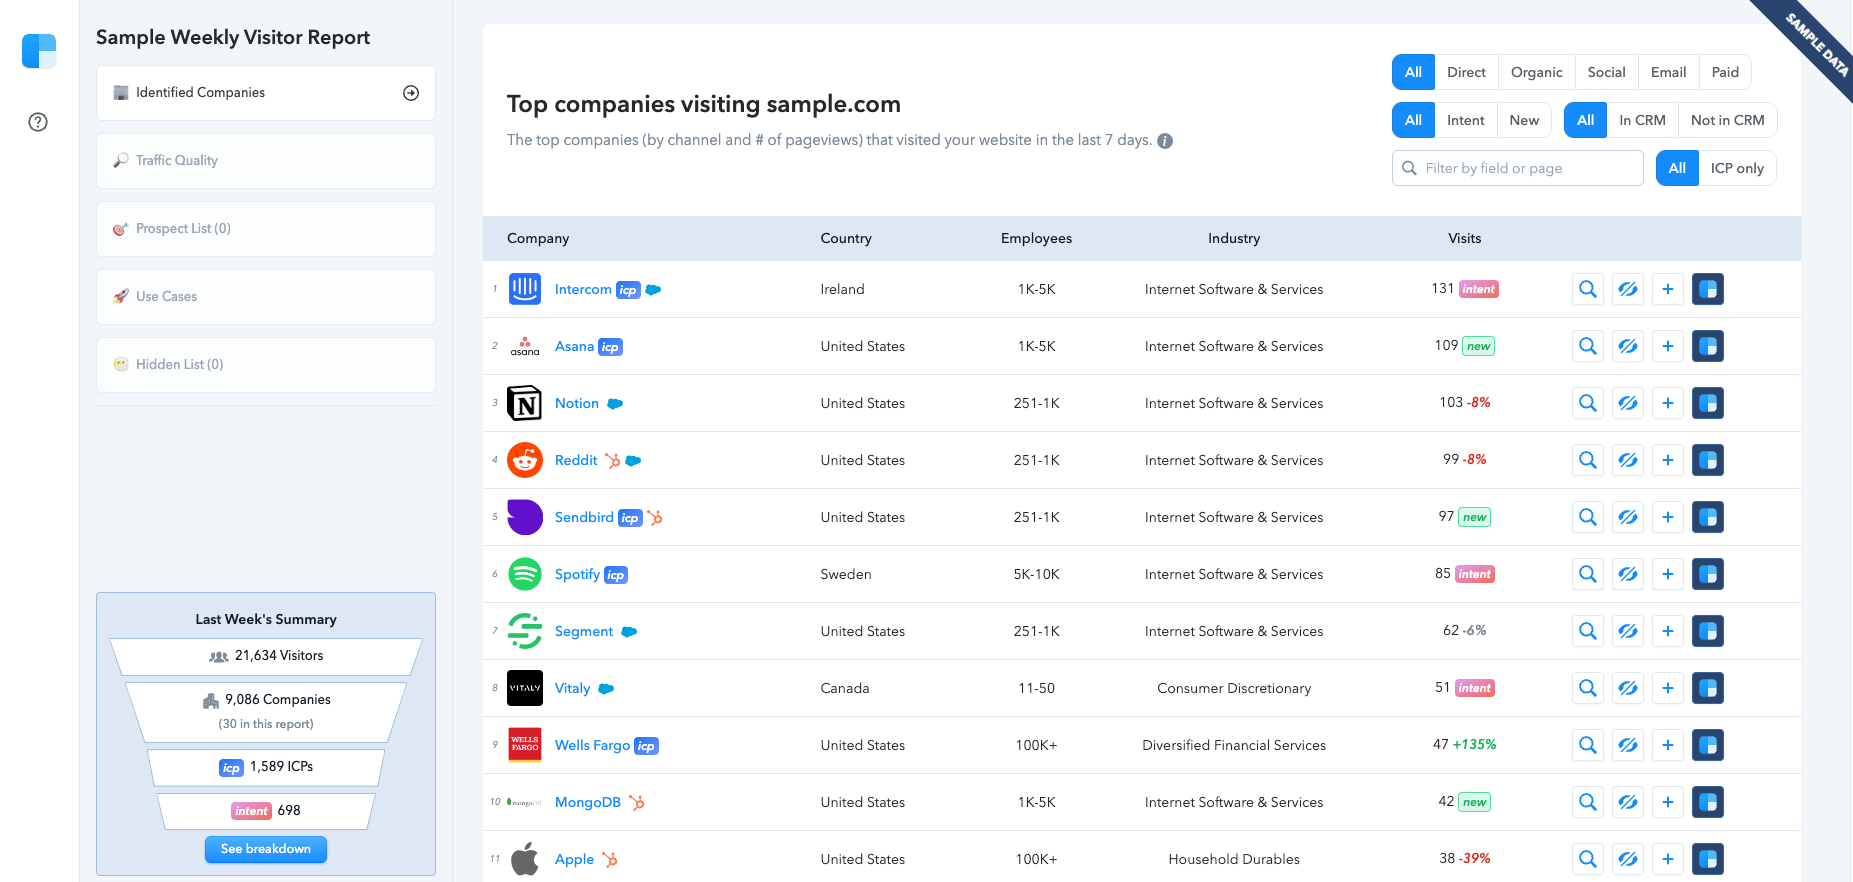 Sample Weekly Visitor Report
Identified Companies
Traffic Quality
Prospect List (0)
Use Cases
Hidden List (0)
Last Week's Summary
21,634 Visitors
9,086 Companies
(30 in this report)
icp 1,589 ICPs
intent 698
See breakdown
SAMPLE DATA
Top companies visiting sample.com
The top companies (by channel and # of pageviews) that visited your website in the last 7 days.
All Direct Organic Social Email Paid
All Intent New All In CRM Not in CRM
Filter by field or page All ICP only
Company Country Employees Industry Visits
1 Intercom icp Ireland 1K-5K Internet Software & Services 131 intent
2 asana Asana icp United States 1K-5K Internet Software & Services 109 new
3 N Notion United States 251-1K Internet Software & Services 103 -8%
4 Reddit United States 251-1K Internet Software & Services 99 -8%
5 Sendbird icp United States 251-1K Internet Software & Services 97 new
6 Spotify icp Sweden 5K-10K Internet Software & Services 85 intent
7 Segment United States 251-1K Internet Software & Services 62 -6%
8 VITALY Vitaly Canada 11-50 Consumer Discretionary 51 intent
9 WELLS FARGO Wells Fargo icp United States 100K+ Diversified Financial Services 47 +135%
10 mongoDB MongoDB United States 1K-5K Internet Software & Services 42 new
11 Apple United States 100K+ Household Durables 38 -39%